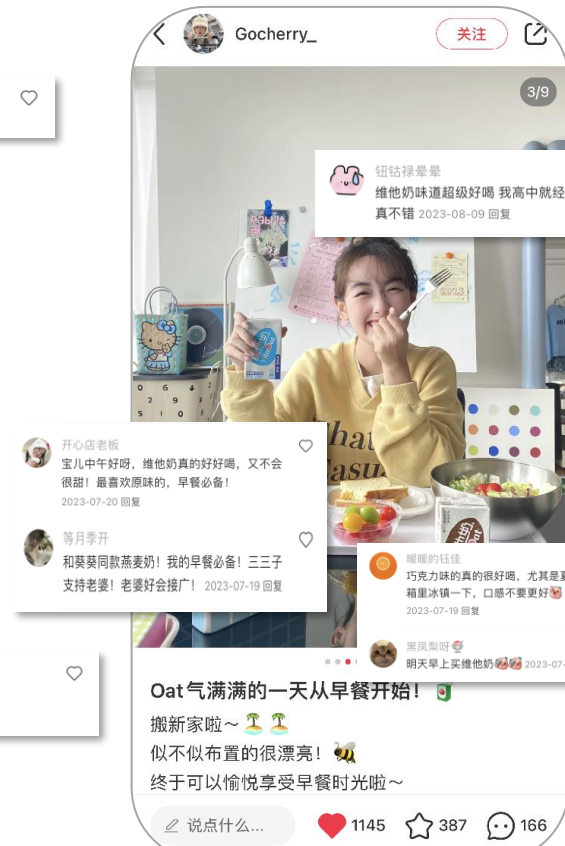 Gocherry_
关注
3/9
钮钴禄晕晕
维他奶味道超级好喝 我高中就经
真不错 2023-08-09 回复
2023
开心店老板
宝儿中午好呀，维他奶真的好好喝，又不会
很甜！最喜欢原味的，早餐必备！
2023-07-20 回复
等月季开
和葵葵同款燕麦奶！我的早餐必备！三三子
支持老婆！老婆好会接广！ 2023-07-19 回复
暖暖的钰佳
巧克力味的真的很好喝，尤其是夏
箱里冰镇一下，口感不要更好
2023-07-19 回复
黑凤梨呀
明天早上买维他奶 2023-07-
Oat气满满的一天从早餐开始！
搬新家啦～
似不似布置的很漂亮！
终于可以愉悦享受早餐时光啦～
说点什么...
1145
387
166